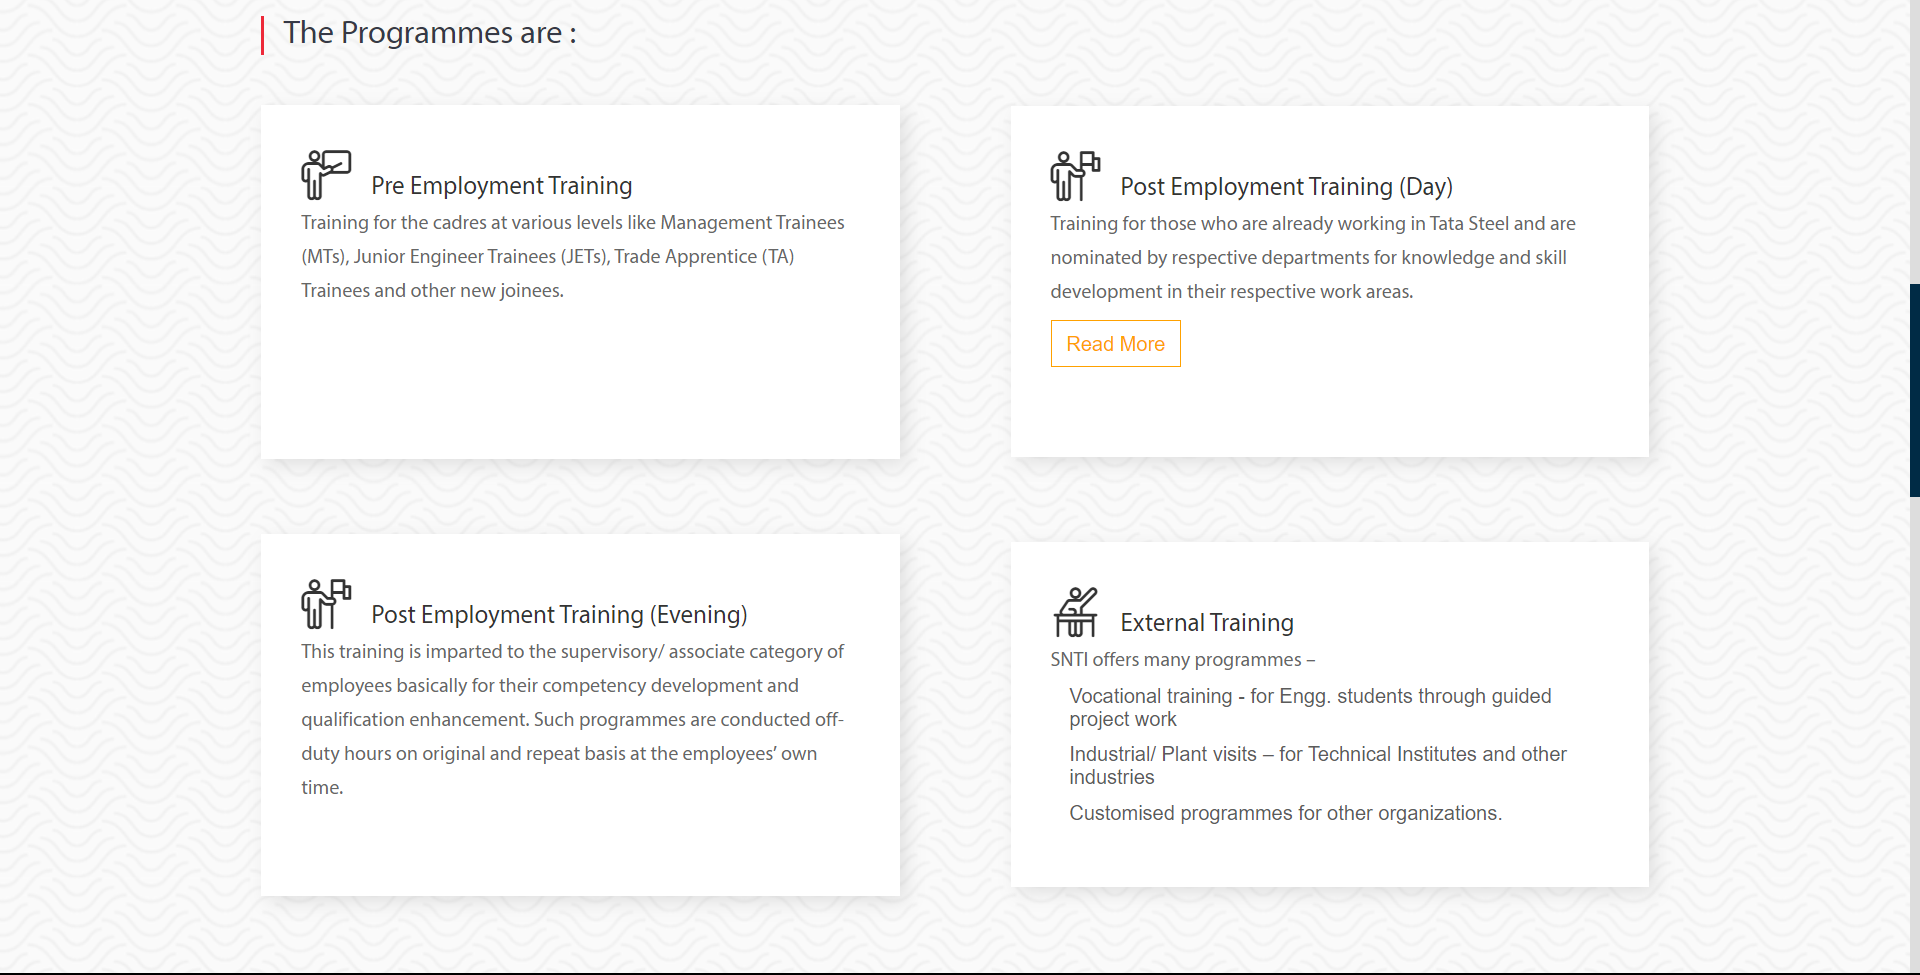 The Programmes are :
Pre Employment Training
Training for the cadres at various levels like Management Trainees
(MTs), Junior Engineer Trainees (JETs), Trade Apprentice (TA)
Trainees and other new joinees.
Post Employment Training (Day)
Training for those who are already working in Tata Steel and are
nominated by respective departments for knowledge and skill
development in their respective work areas.
Read More
Post Employment Training (Evening)
This training is imparted to the supervisory/ associate category of
employees basically for their competency development and
qualification enhancement. Such programmes are conducted off-
duty hours on original and repeat basis at the employees’ own
time.
External Training
SNTI offers many programmes –
Vocational training - for Engg. students through guided
project work
Industrial/ Plant visits – for Technical Institutes and other
industries
Customised programmes for other organizations.